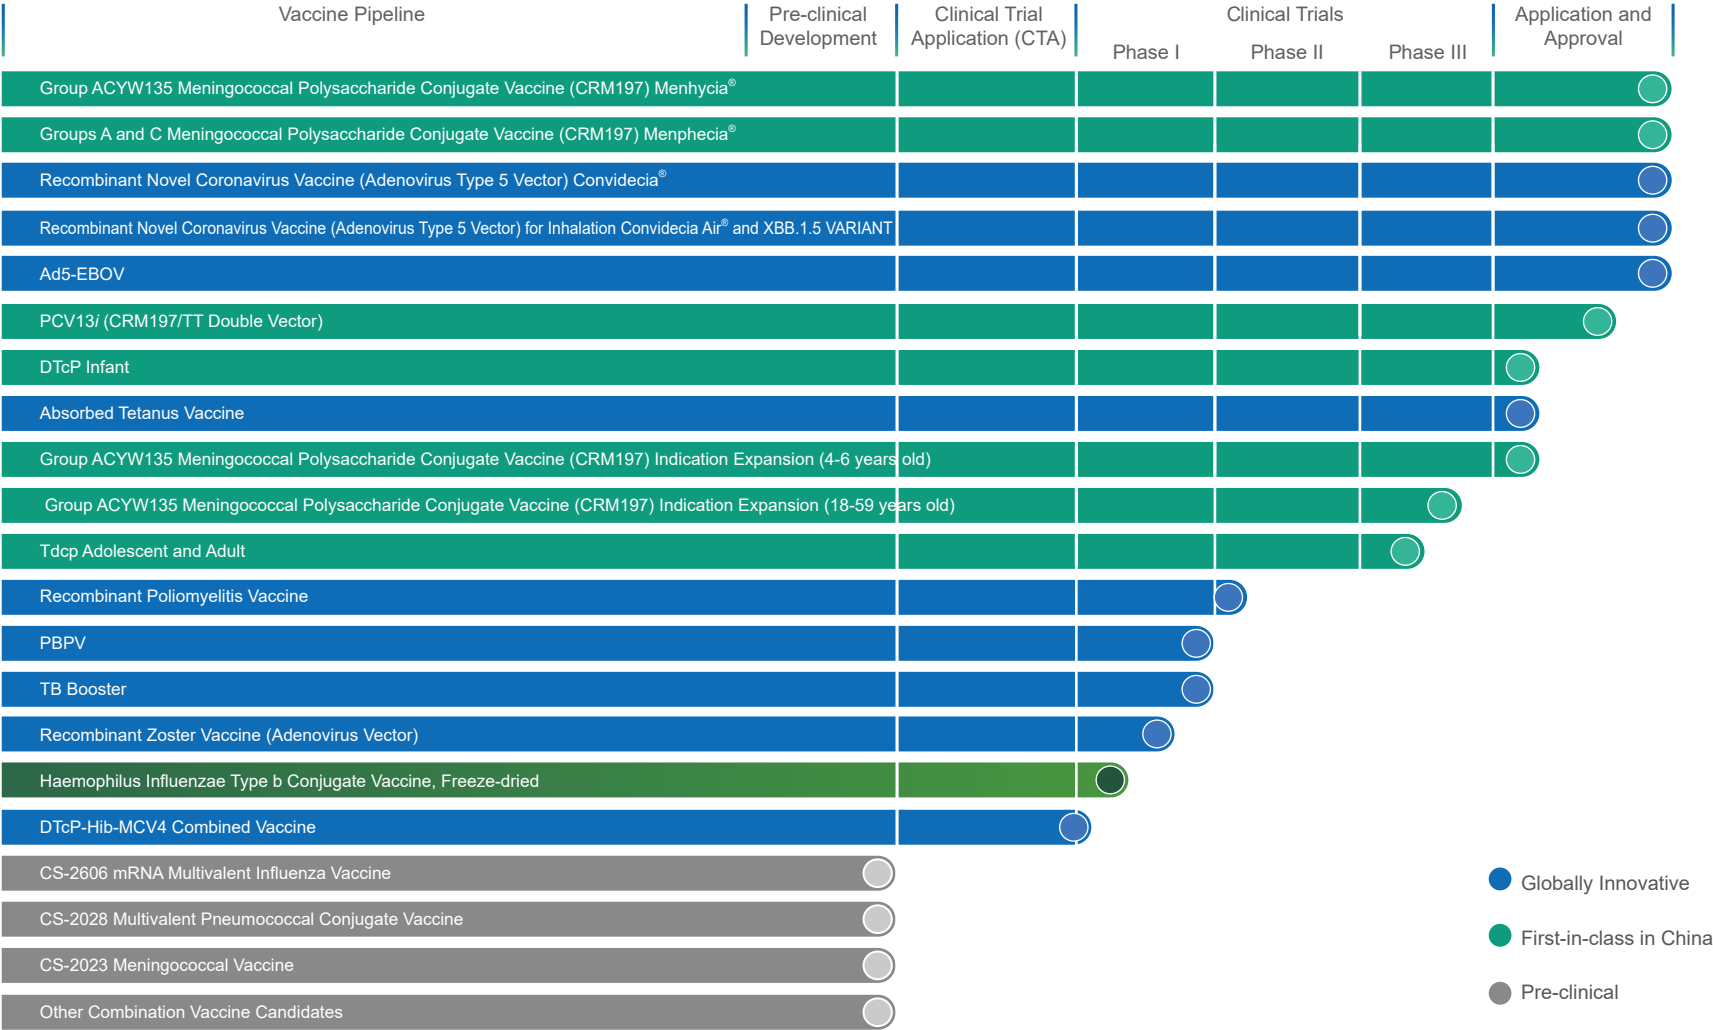 Vaccine Pipeline
Pre-clinical
Development
Clinical Trial
Application (CTA)
Clinical Trials
Phase I
Phase II
Phase III
Application and
Approval
Group ACYW135 Meningococcal Polysaccharide Conjugate Vaccine (CRM197) Menhycia®
Groups A and C Meningococcal Polysaccharide Conjugate Vaccine (CRM197) Menphecia®
Recombinant Novel Coronavirus Vaccine (Adenovirus Type 5 Vector) Convidecia®
Recombinant Novel Coronavirus Vaccine (Adenovirus Type 5 Vector) for Inhalation Convidecia Air® and XBB.1.5 VARIANT
Ad5-EBOV
PCV13i (CRM197/TT Double Vector)
DTcP Infant
Absorbed Tetanus Vaccine
Group ACYW135 Meningococcal Polysaccharide Conjugate Vaccine (CRM197) Indication Expansion (4-6 years old)
Group ACYW135 Meningococcal Polysaccharide Conjugate Vaccine (CRM197) Indication Expansion (18-59 years old)
Tdcp Adolescent and Adult
Recombinant Poliomyelitis Vaccine
PBPV
TB Booster
Recombinant Zoster Vaccine (Adenovirus Vector)
Haemophilus Influenzae Type b Conjugate Vaccine, Freeze-dried
DTcP-Hib-MCV4 Combined Vaccine
CS-2606 mRNA Multivalent Influenza Vaccine
CS-2028 Multivalent Pneumococcal Conjugate Vaccine
CS-2023 Meningococcal Vaccine
Other Combination Vaccine Candidates
Globally Innovative
First-in-class in China
Pre-clinical